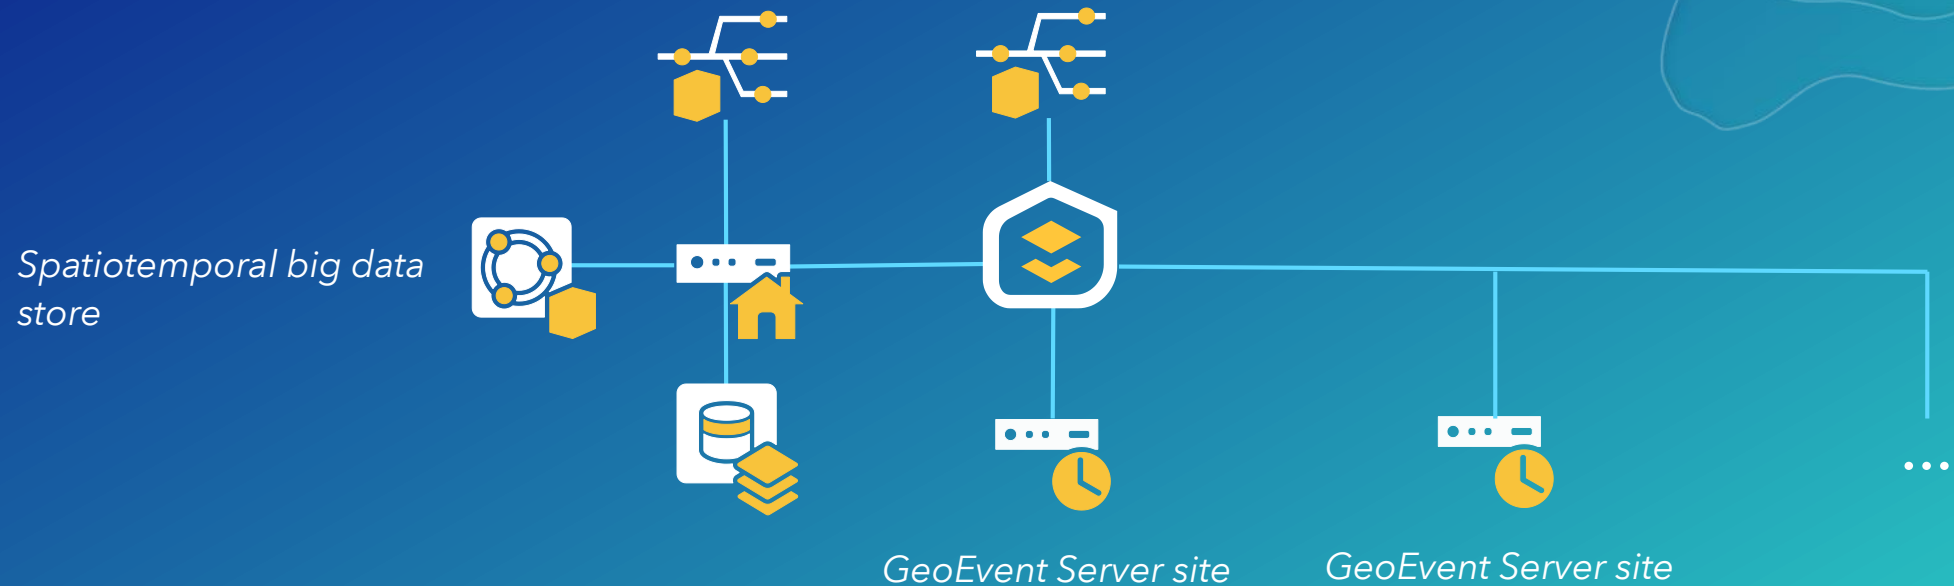 Spatiotemporal big data
store
GeoEvent Server site
GeoEvent Server site
...